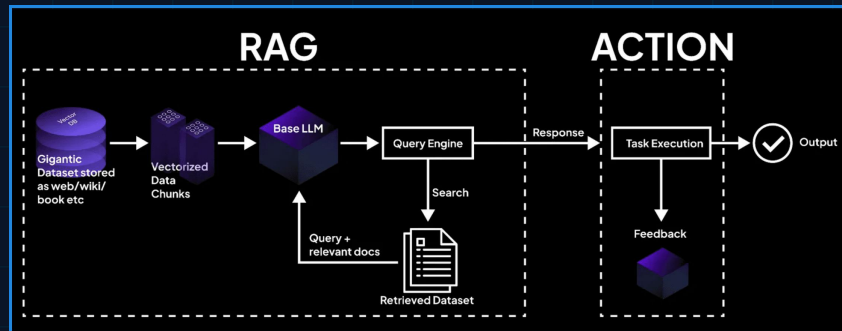 RAG
ACTION
Vector
DB
Gigantic
Dataset stored
as web/wiki/
book etc
Vectorized
Data
Chunks
Base LLM
Query Engine
Response
Task Execution
Output
Search
Query +
relevant docs
Retrieved Dataset
Feedback